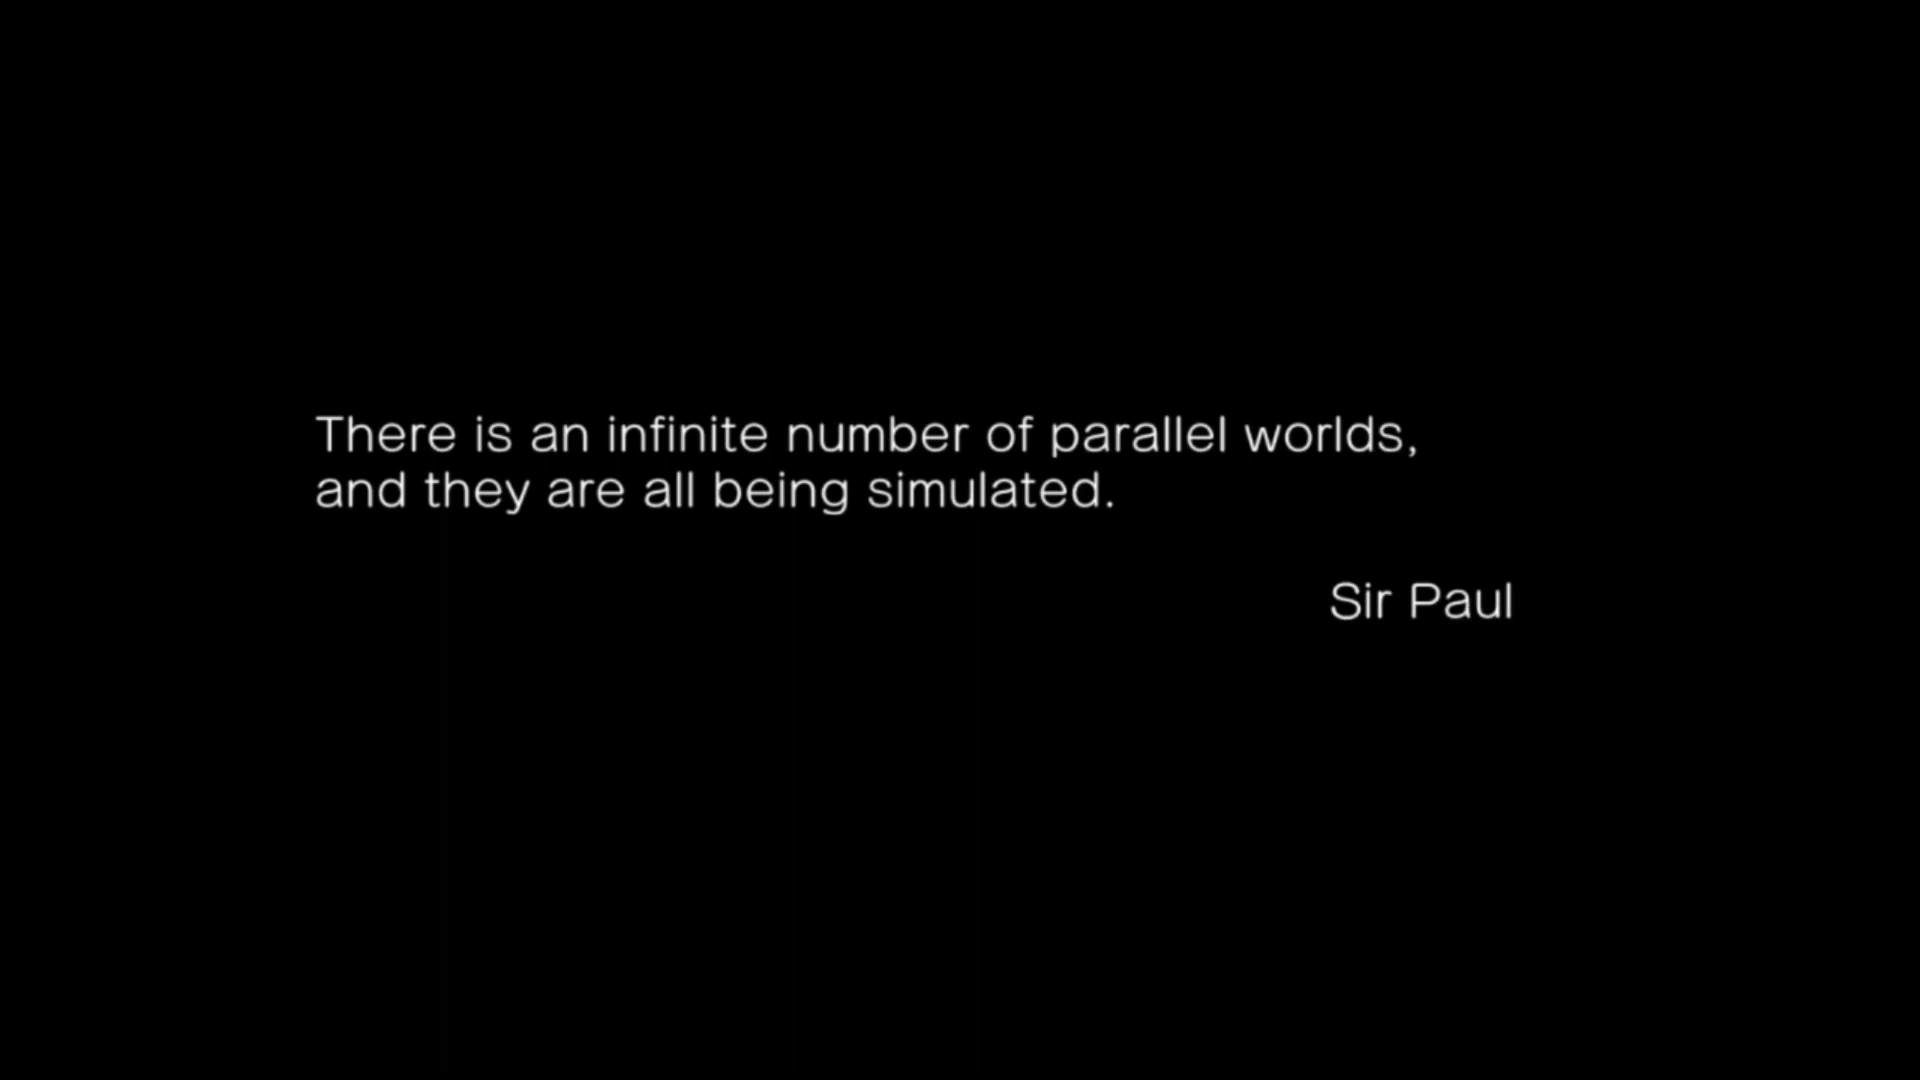 There is an infinite number of parallel worlds,
and they are all being simulated.
Sir Paul